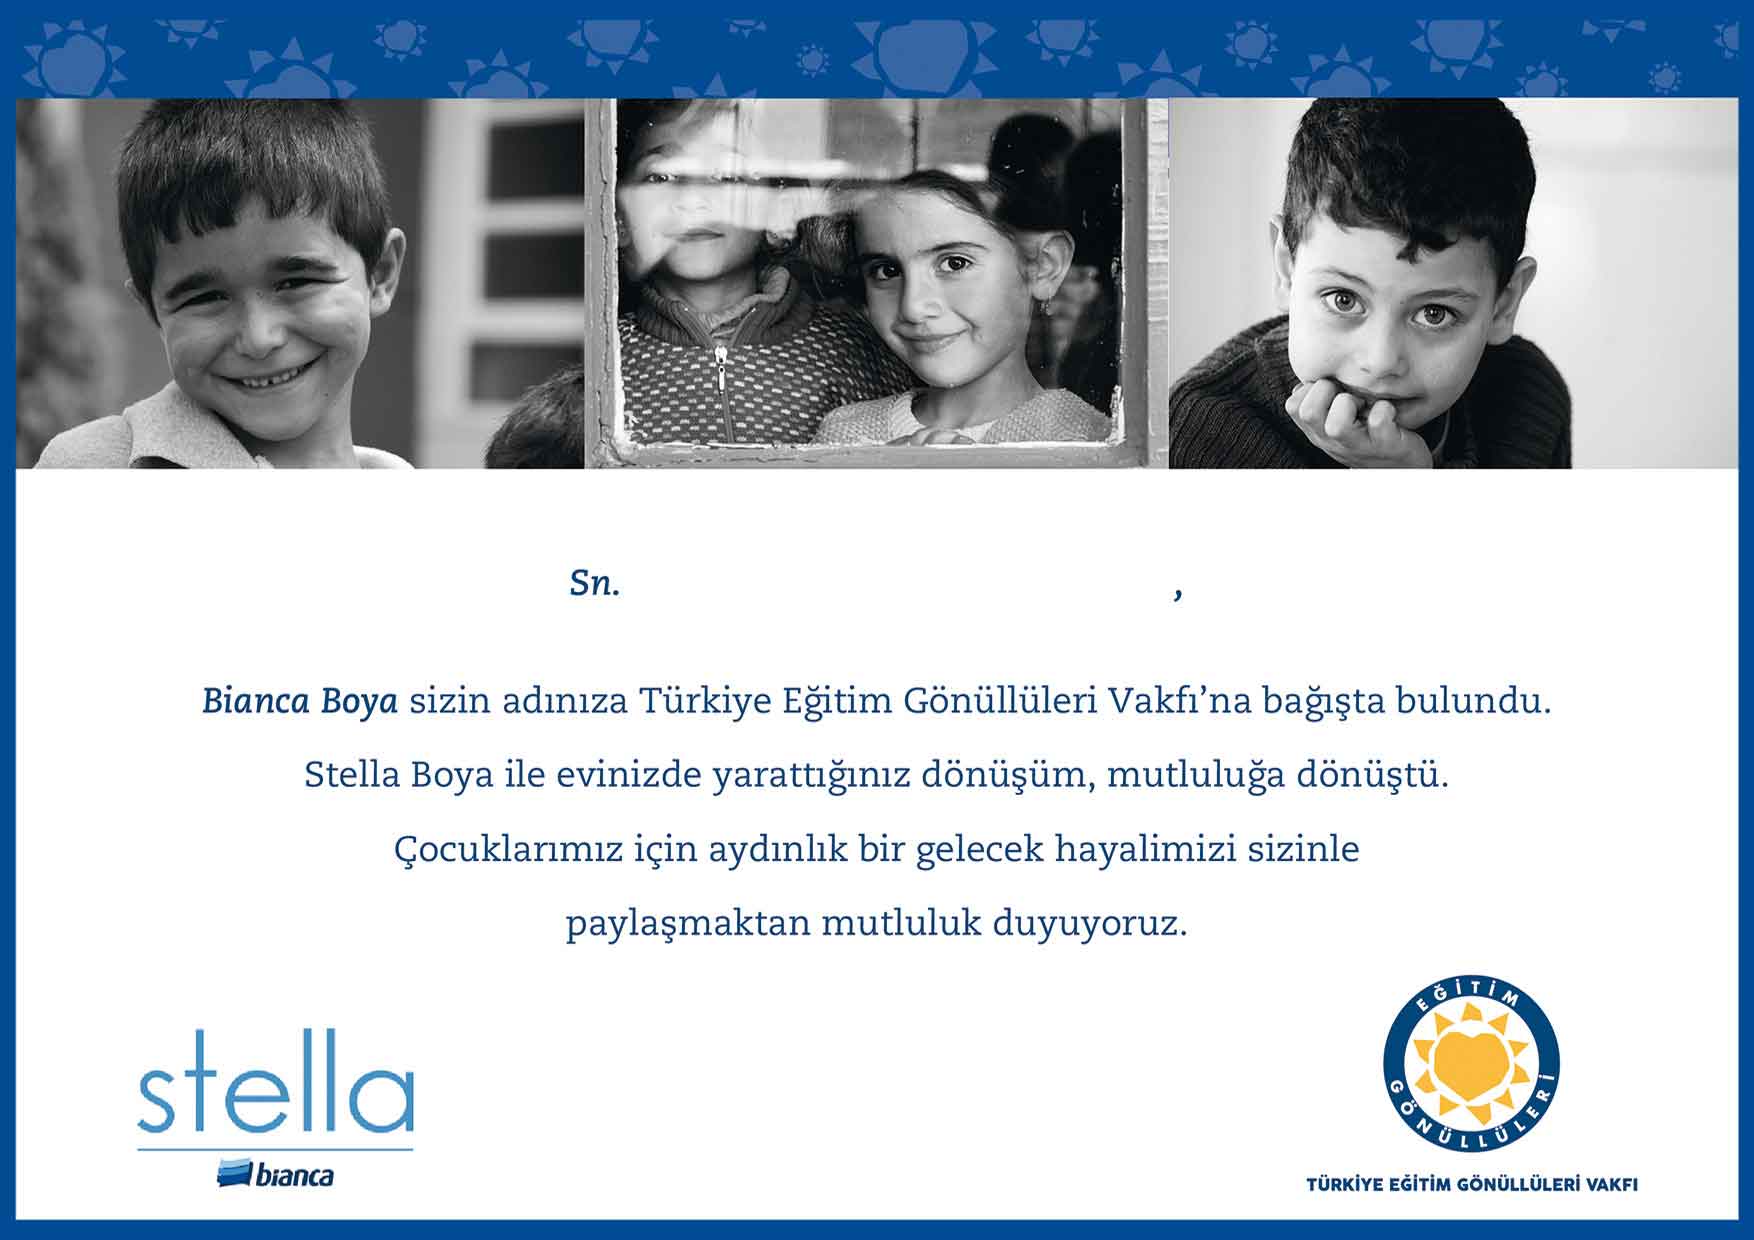 Sn. ,
Bianca Boya sizin adınıza Türkiye Eğitim Gönüllüleri Vakfı’na bağışta bulundu.
Stella Boya ile evinizde yarattığınız dönüşüm, mutluluğa dönüştü.
Çocuklarımız için aydınlık bir gelecek hayalimizi sizinle
paylaşmaktan mutluluk duyuyoruz.
stella
bianca
EĞİTİM
GÖNÜLLÜLERİ
TÜRKİYE EĞİTİM GÖNÜLLÜLERİ VAKFI